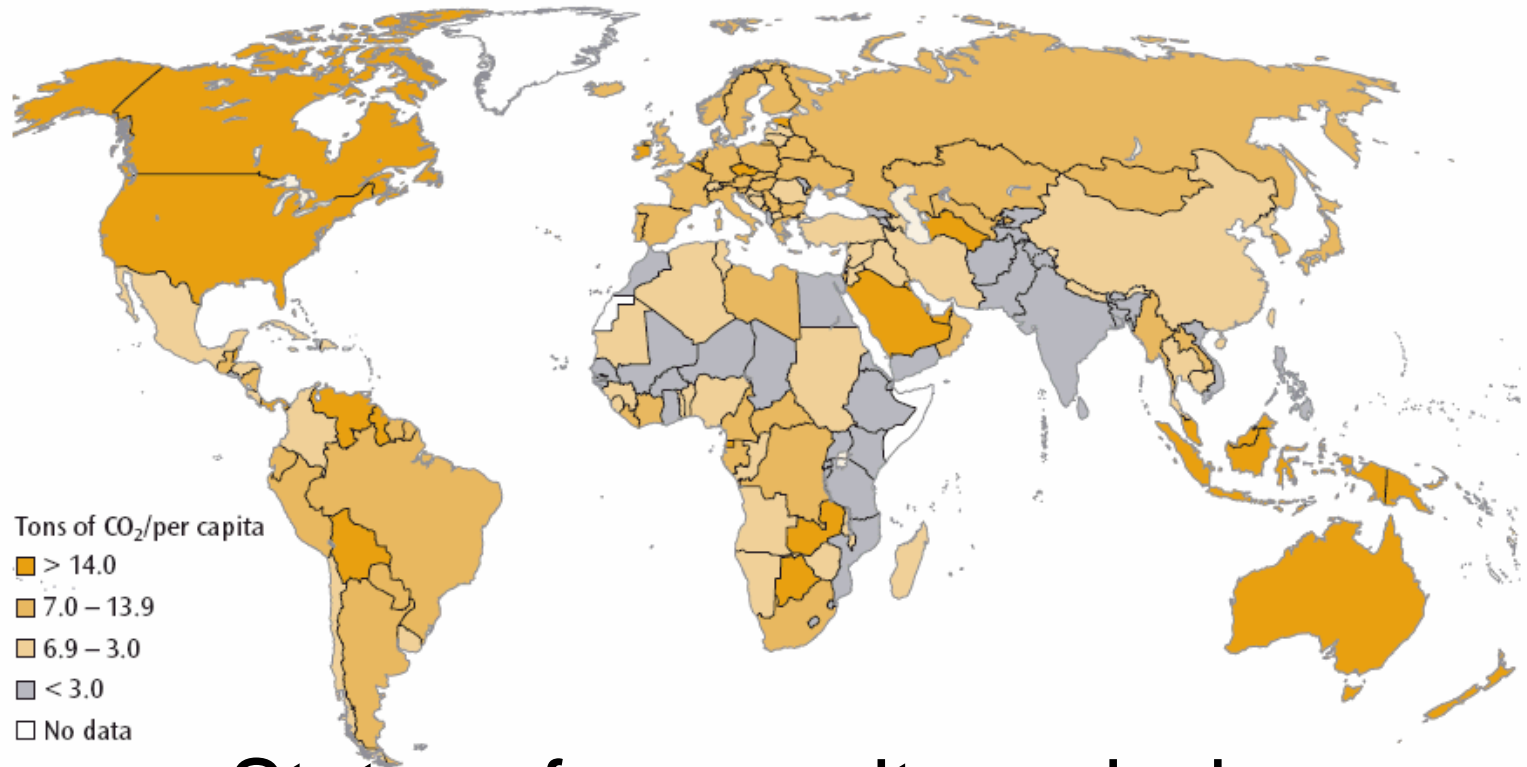 Tons of CO₂/per capita
> 14.0
7.0 – 13.9
6.9 – 3.0
< 3.0
No data